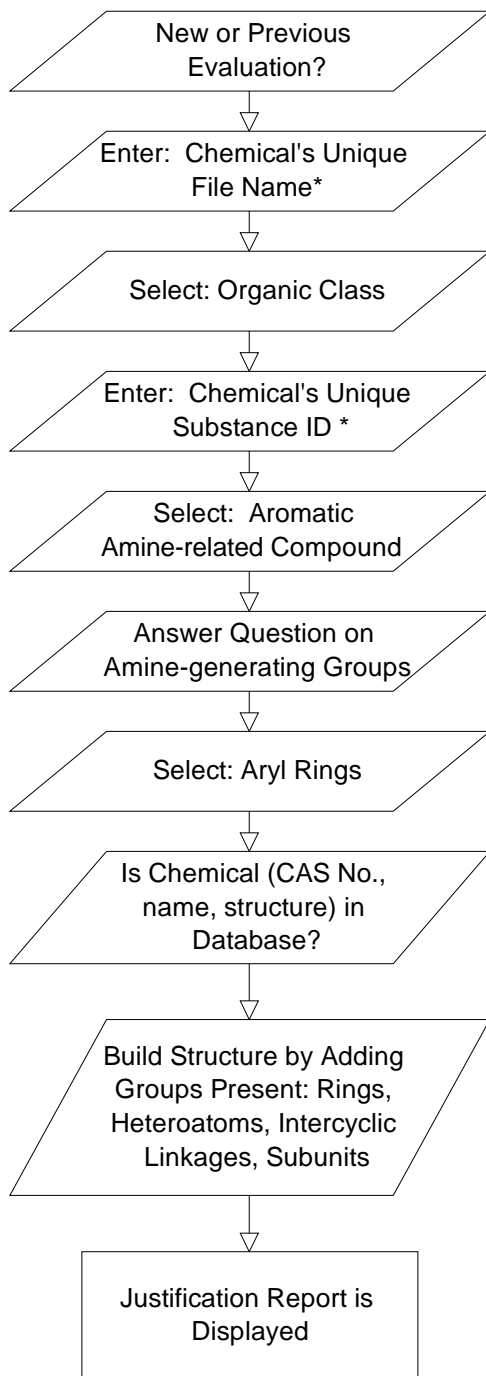 New or Previous
Evaluation?
Enter:  Chemical's Unique
File Name*
Select: Organic Class
Enter:  Chemical's Unique
Substance ID *
Select:  Aromatic
Amine-related Compound
Answer Question on
Amine-generating Groups
Select: Aryl Rings
Is Chemical (CAS No.,
name, structure) in
Database?
Build Structure by Adding
Groups Present: Rings,
Heteroatoms, Intercyclic
Linkages, Subunits
Justification Report is
Displayed